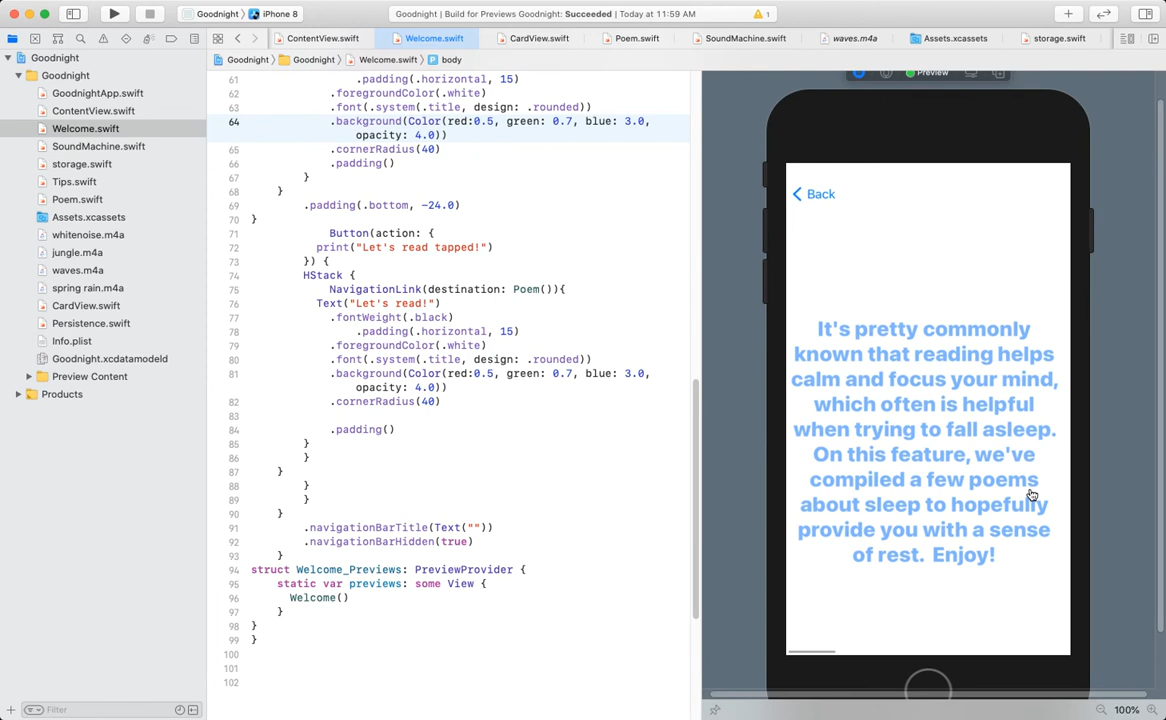 Goodnight iPhone 8
Goodnight | Build for Previews Goodnight: Succeeded | Today at 11:59 AM
1
ContentView.swift
Welcome.swift
CardView.swift
Poem.swift
SoundMachine.swift
waves.m4a
Assets.xcassets
storage.swift
Goodnight
Goodnight
GoodnightApp.swift
ContentView.swift
Welcome.swift
SoundMachine.swift
storage.swift
Tips.swift
Poem.swift
Assets.xcassets
whitenoise.m4a
jungle.m4a
waves.m4a
spring rain.m4a
CardView.swift
Persistence.swift
Info.plist
Goodnight.xcdatamodeld
Preview Content
Products
Filter
Goodnight Goodnight Welcome.swift P body
61 .padding(.horizontal, 15)
62 .foregroundColor(.white)
63 .font(.system(.title, design: .rounded))
64 .background(Color(red:0.5, green: 0.7, blue: 3.0,
opacity: 4.0))
65 .cornerRadius(40)
66 .padding()
67 }
68 }
69 .padding(.bottom, -24.0)
70 }
71 Button(action: {
72 print("Let's read tapped!")
73 }) {
74 HStack {
75 NavigationLink(destination: Poem()){
76 Text("Let's read!")
77 .fontWeight(.black)
78 .padding(.horizontal, 15)
79 .foregroundColor(.white)
80 .font(.system(.title, design: .rounded))
81 .background(Color(red:0.5, green: 0.7, blue: 3.0,
opacity: 4.0))
82 .cornerRadius(40)
83
84 .padding()
85 }
86 }
87 }
88 }
89 }
90 }
91 .navigationBarTitle(Text(""))
92 .navigationBarHidden(true)
93 }
94 struct Welcome_Previews: PreviewProvider {
95 static var previews: some View {
96 Welcome()
97 }
98 }
99 }
100
101
102
Preview
Back
It's pretty commonly
known that reading helps
calm and focus your mind,
which often is helpful
when trying to fall asleep.
On this feature, we've
compiled a few poems
about sleep to hopefully
provide you with a sense
of rest. Enjoy!
100%